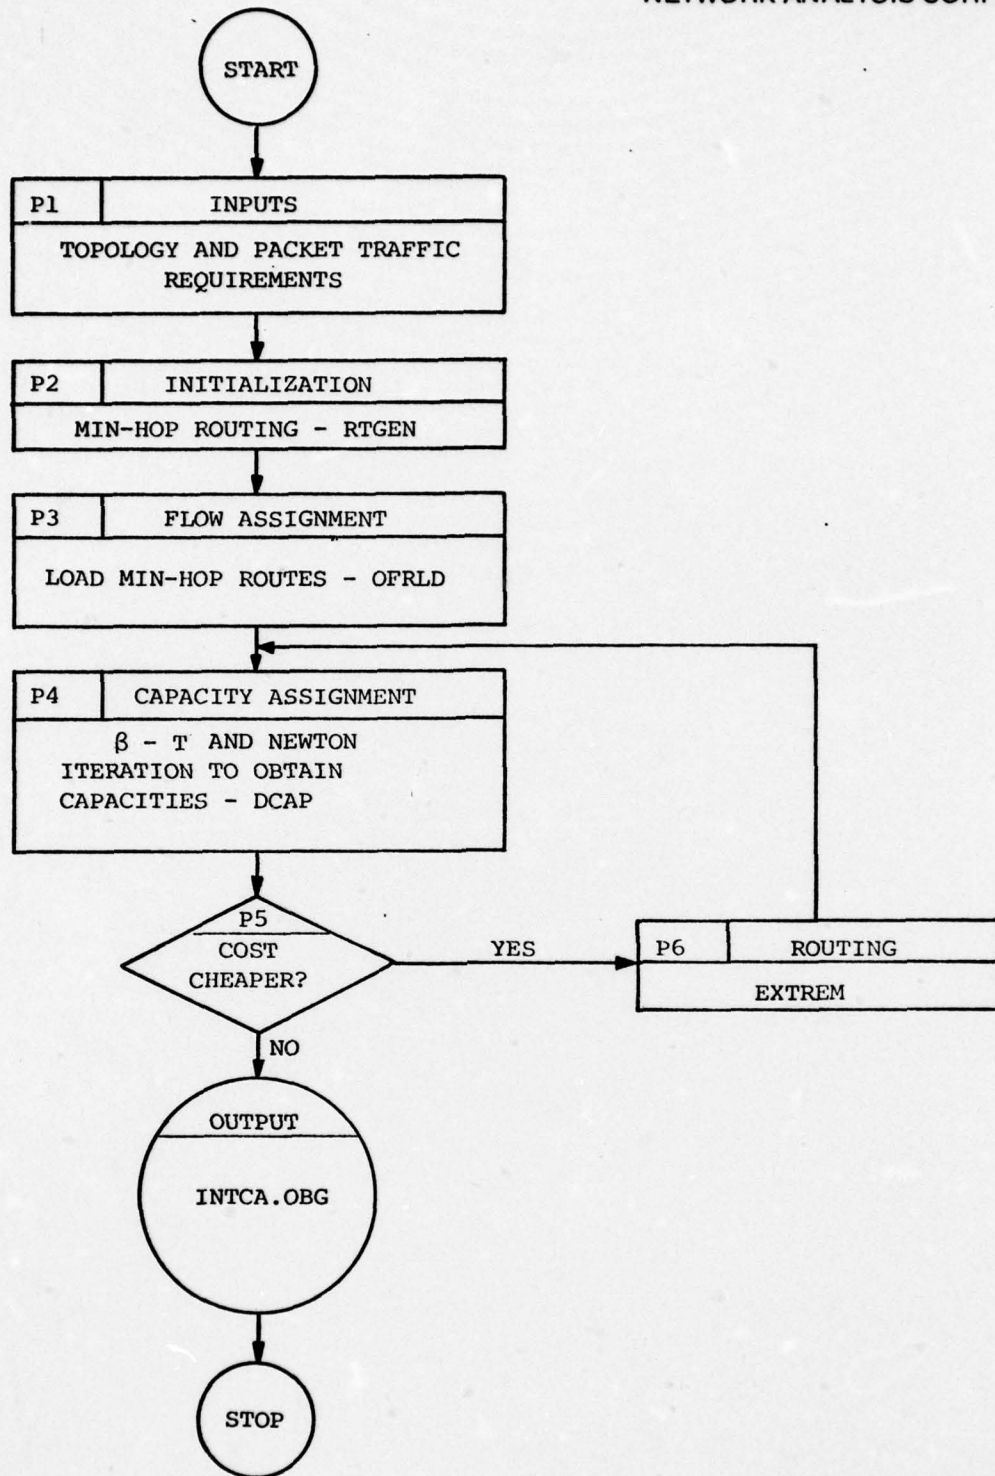 START
P1 INPUTS
TOPOLOGY AND PACKET TRAFFIC
REQUIREMENTS
P2 INITIALIZATION
MIN-HOP ROUTING - RTGEN
P3 FLOW ASSIGNMENT
LOAD MIN-HOP ROUTES - OFRLD
P4 CAPACITY ASSIGNMENT
β - T AND NEWTON
ITERATION TO OBTAIN
CAPACITIES - DCAP
P5
COST
CHEAPER?
YES
P6 ROUTING
EXTREM
NO
OUTPUT
INTCA.OBG
STOP